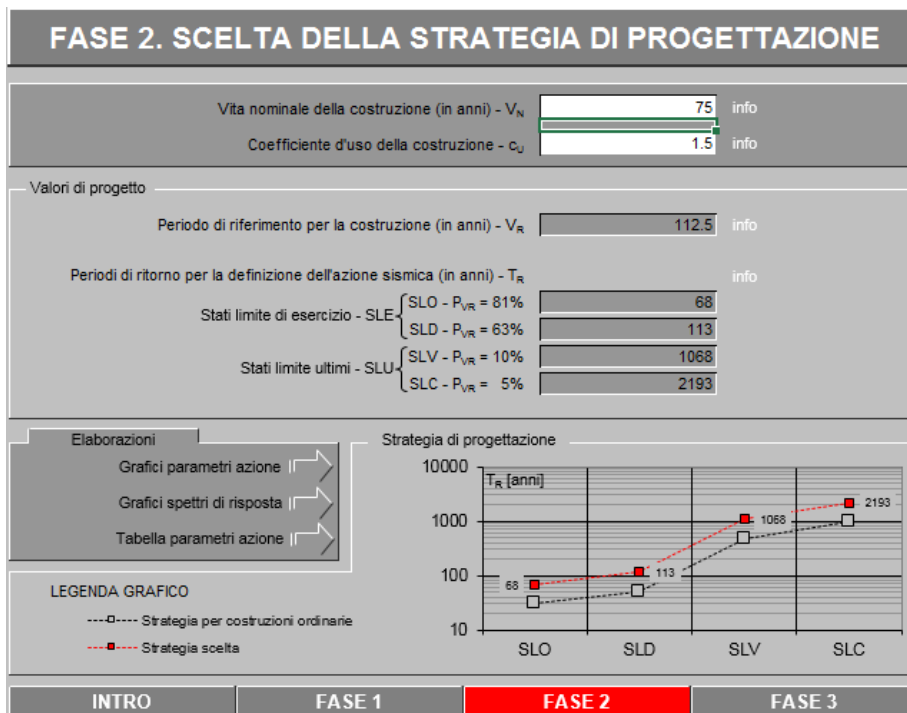 FASE 2. SCELTA DELLA STRATEGIA DI PROGETTAZIONE
Vita nominale della costruzione (in anni) - VN 75 info
Coefficiente d'uso della costruzione - cU 1.5 info
Valori di progetto
Periodo di riferimento per la costruzione (in anni) - VR 112.5 info
Periodi di ritorno per la definizione dell'azione sismica (in anni) - TR info
Stati limite di esercizio - SLE
SLO - PVR = 81% 68
SLD - PVR = 63% 113
Stati limite ultimi - SLU
SLV - PVR = 10% 1068
SLC - PVR = 5% 2193
Elaborazioni
Grafici parametri azione
Grafici spettri di risposta
Tabella parametri azione
LEGENDA GRAFICO
Strategia per costruzioni ordinarie
Strategia scelta
Strategia di progettazione
TR [anni]
10000
1000
100
10
68
113
1068
2193
SLO SLD SLV SLC
INTRO FASE 1 FASE 2 FASE 3